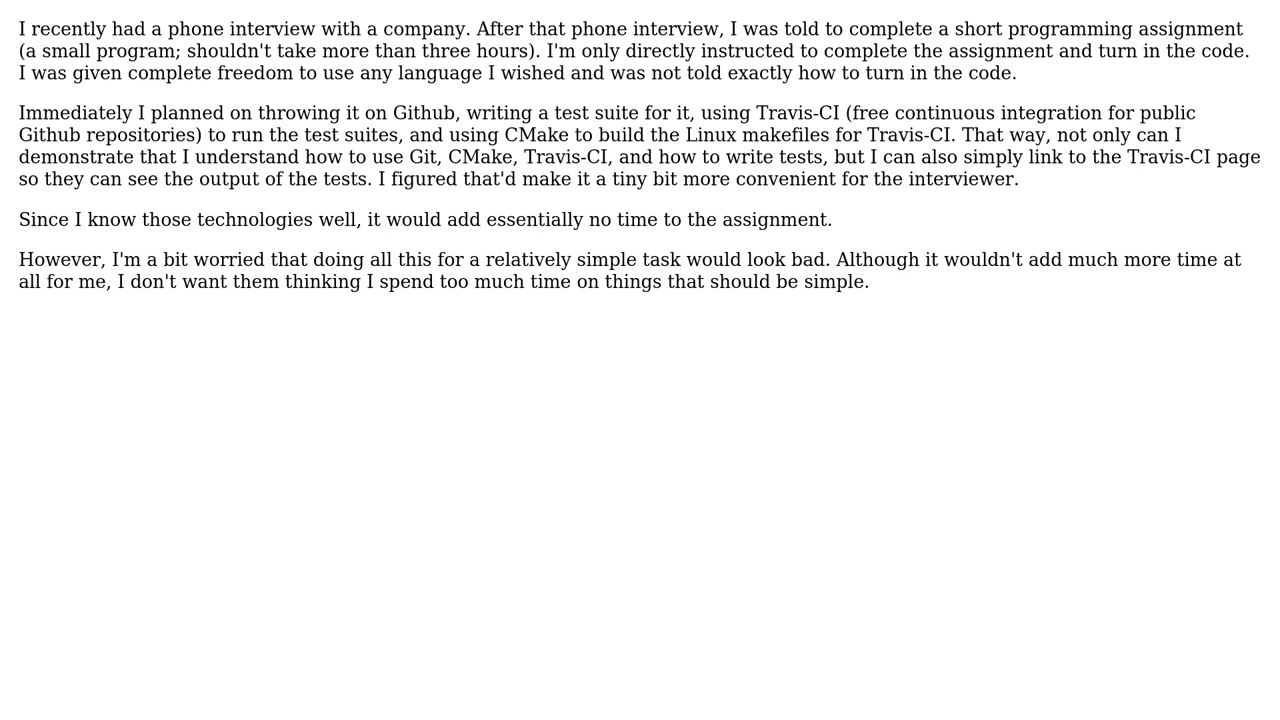 I recently had a phone interview with a company. After that phone interview, I was told to complete a short programming assignment
(a small program; shouldn't take more than three hours). I'm only directly instructed to complete the assignment and turn in the code.
I was given complete freedom to use any language I wished and was not told exactly how to turn in the code.
Immediately I planned on throwing it on Github, writing a test suite for it, using Travis-CI (free continuous integration for public
Github repositories) to run the test suites, and using CMake to build the Linux makefiles for Travis-CI. That way, not only can I
demonstrate that I understand how to use Git, CMake, Travis-CI, and how to write tests, but I can also simply link to the Travis-CI page
so they can see the output of the tests. I figured that'd make it a tiny bit more convenient for the interviewer.
Since I know those technologies well, it would add essentially no time to the assignment.
However, I'm a bit worried that doing all this for a relatively simple task would look bad. Although it wouldn't add much more time at
all for me, I don't want them thinking I spend too much time on things that should be simple.